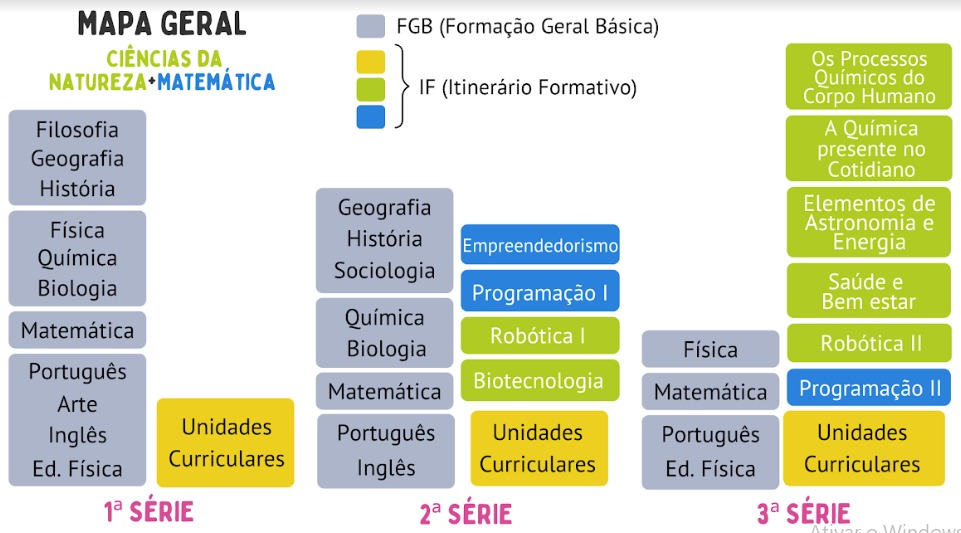 MAPA GERAL
CIÊNCIAS DA
NATUREZA+MATEMÁTICA
FGB (Formação Geral Básica)
IF (Itinerário Formativo)
Filosofia
Geografia
História
Física
Química
Biologia
Matemática
Português
Arte
Inglês
Ed. Física
Unidades
Curriculares
1ª SÉRIE
Geografia
História
Sociologia
Química
Biologia
Matemática
Português
Inglês
Empreendedorismo
Programação I
Robótica I
Biotecnologia
Unidades
Curriculares
2ª SÉRIE
Física
Matemática
Português
Ed. Física
Os Processos
Químicos do
Corpo Humano
A Química
presente no
Cotidiano
Elementos de
Astronomia e
Energia
Saúde e
Bem estar
Robótica II
Programação II
Unidades
Curriculares
3ª SÉRIE
Ativar o Windows